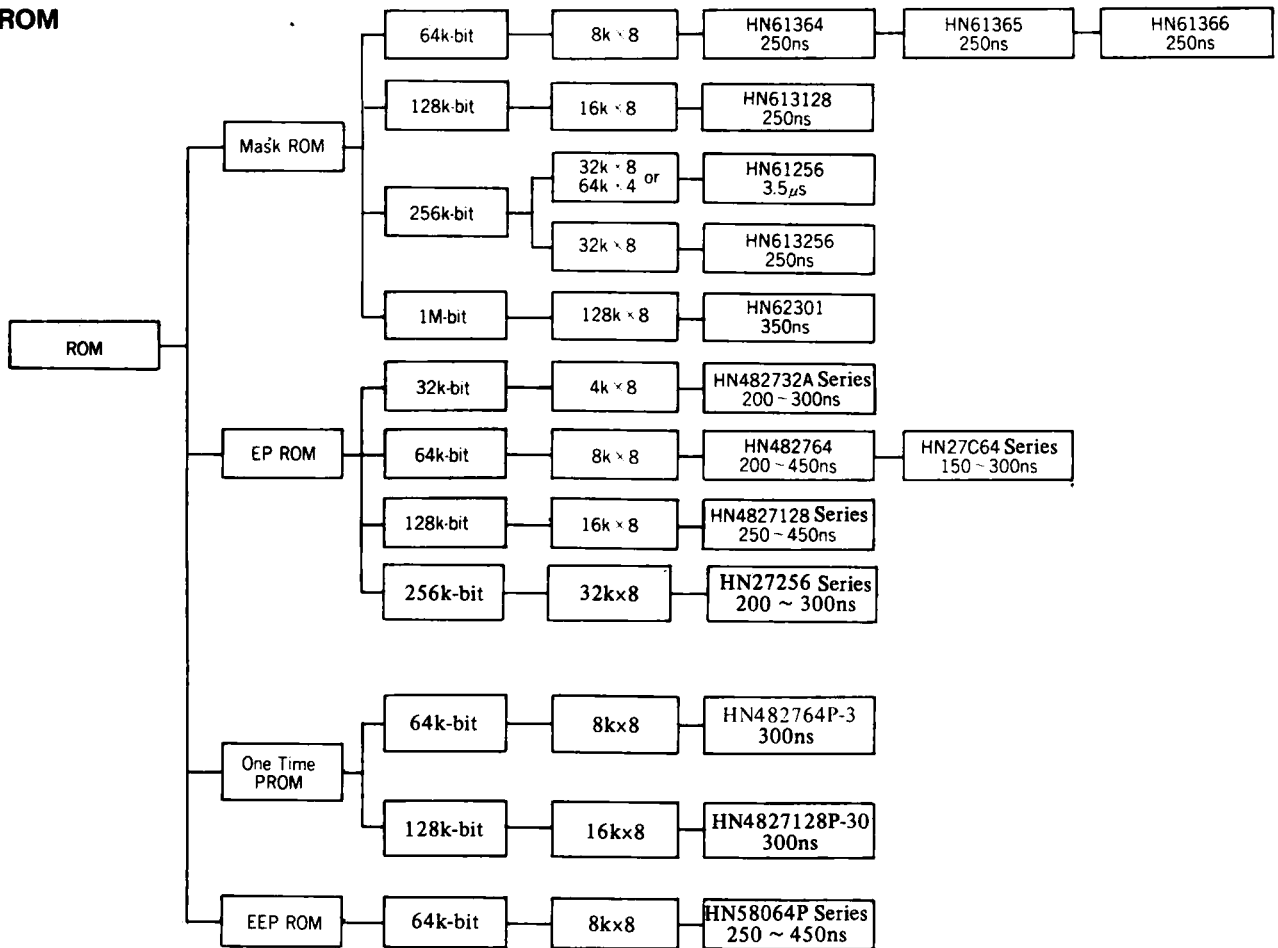 ROM
64k-bit
8k × 8
HN61364
250ns
HN61365
250ns
HN61366
250ns
128k-bit
16k × 8
HN613128
250ns
Mask ROM
256k-bit
32k × 8
64k × 4 or
HN61256
3.5μs
32k × 8
HN613256
250ns
1M-bit
128k × 8
HN62301
350ns
ROM
32k-bit
4k × 8
HN482732A Series
200 ~ 300ns
EP ROM
64k-bit
8k × 8
HN482764
200 ~ 450ns
HN27C64 Series
150 ~ 300ns
128k-bit
16k × 8
HN4827128 Series
250 ~ 450ns
256k-bit
32k×8
HN27256 Series
200 ~ 300ns
64k-bit
8k×8
HN482764P-3
300ns
One Time
PROM
128k-bit
16k×8
HN4827128P-30
300ns
EEP ROM
64k-bit
8k×8
HN58064P Series
250 ~ 450ns